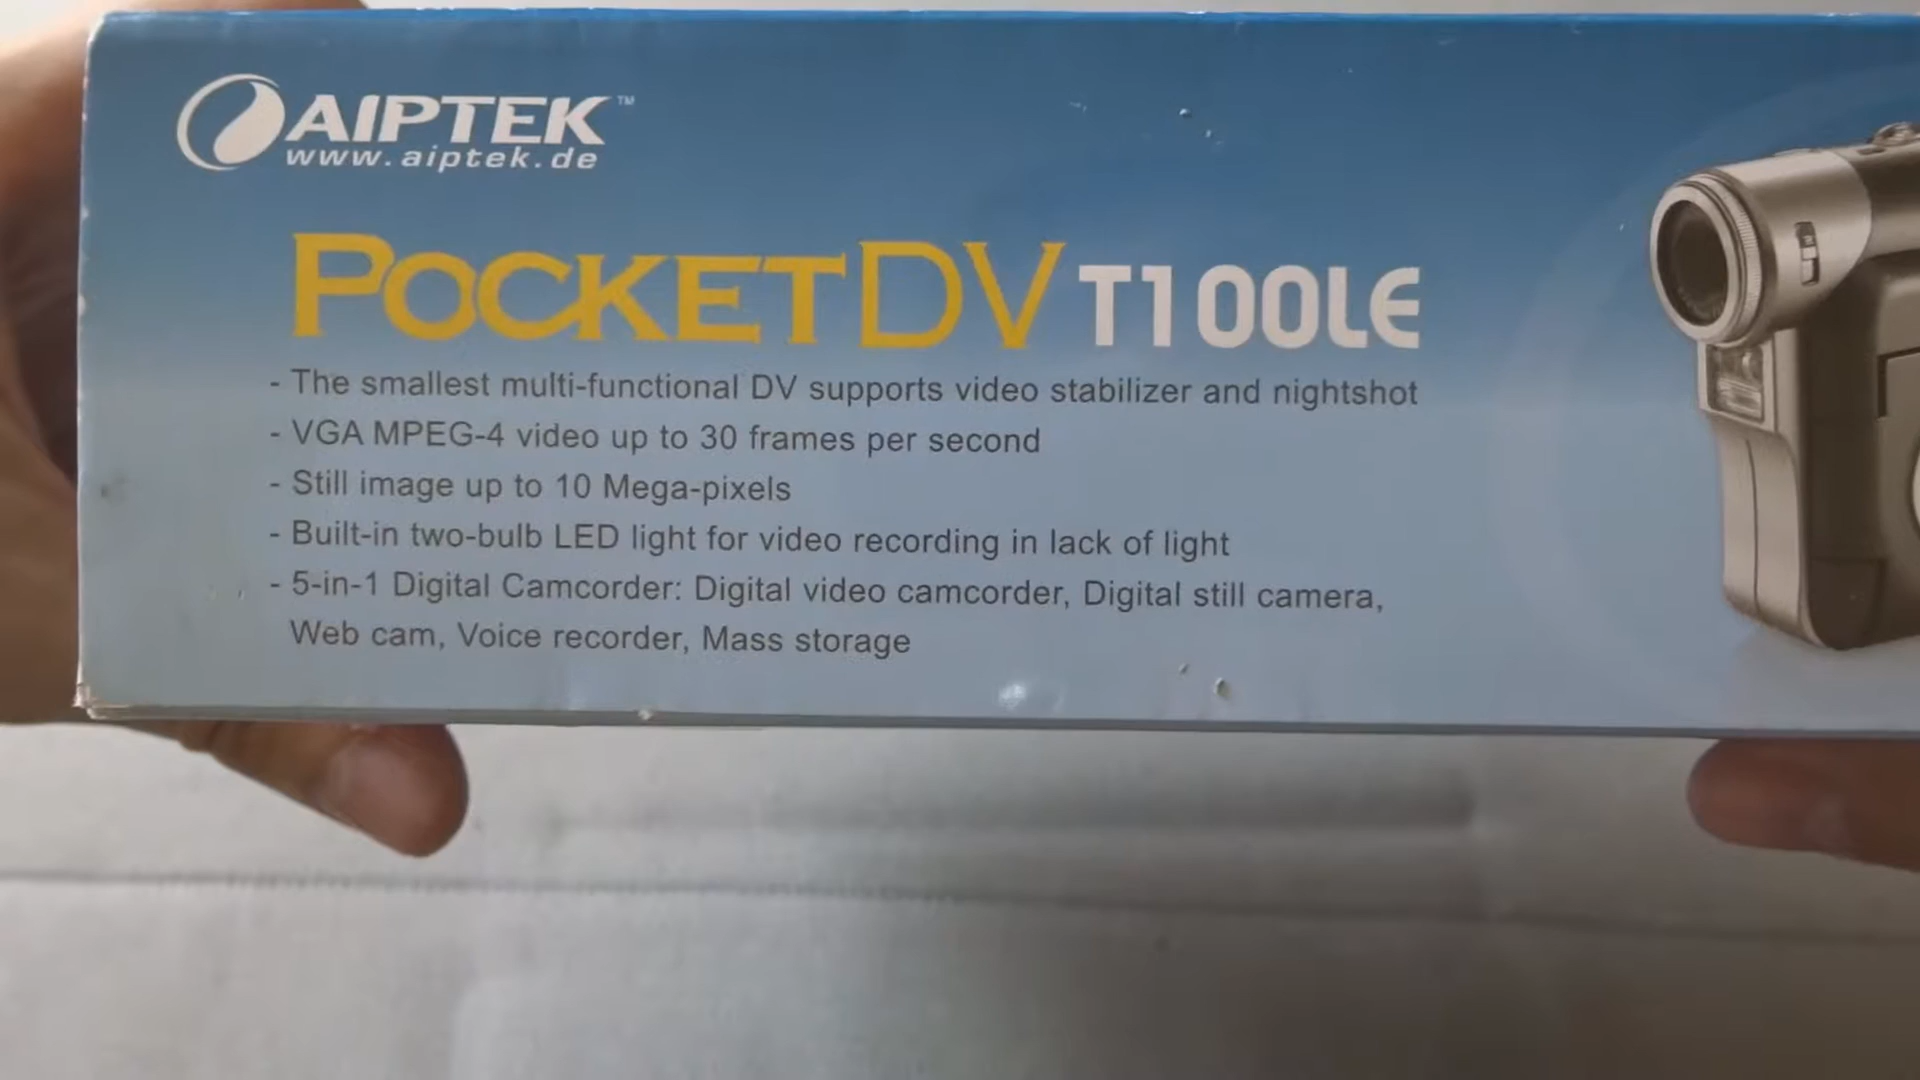 AIPTEK™
www.aiptek.de
POCKETDV T100LE
- The smallest multi-functional DV supports video stabilizer and nightshot
- VGA MPEG-4 video up to 30 frames per second
- Still image up to 10 Mega-pixels
- Built-in two-bulb LED light for video recording in lack of light
- 5-in-1 Digital Camcorder: Digital video camcorder, Digital still camera,
Web cam, Voice recorder, Mass storage